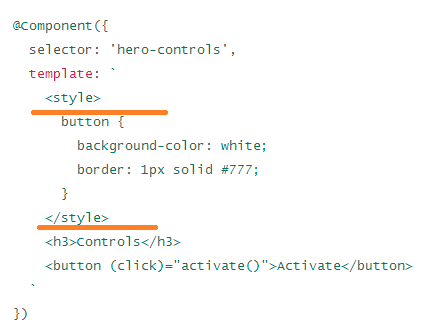 @Component({
  selector: 'hero-controls',
  template: `
    <style>
      button {
        background-color: white;
        border: 1px solid #777;
      }
    </style>
    <h3>Controls</h3>
    <button (click)="activate()">Activate</button>
  `
})